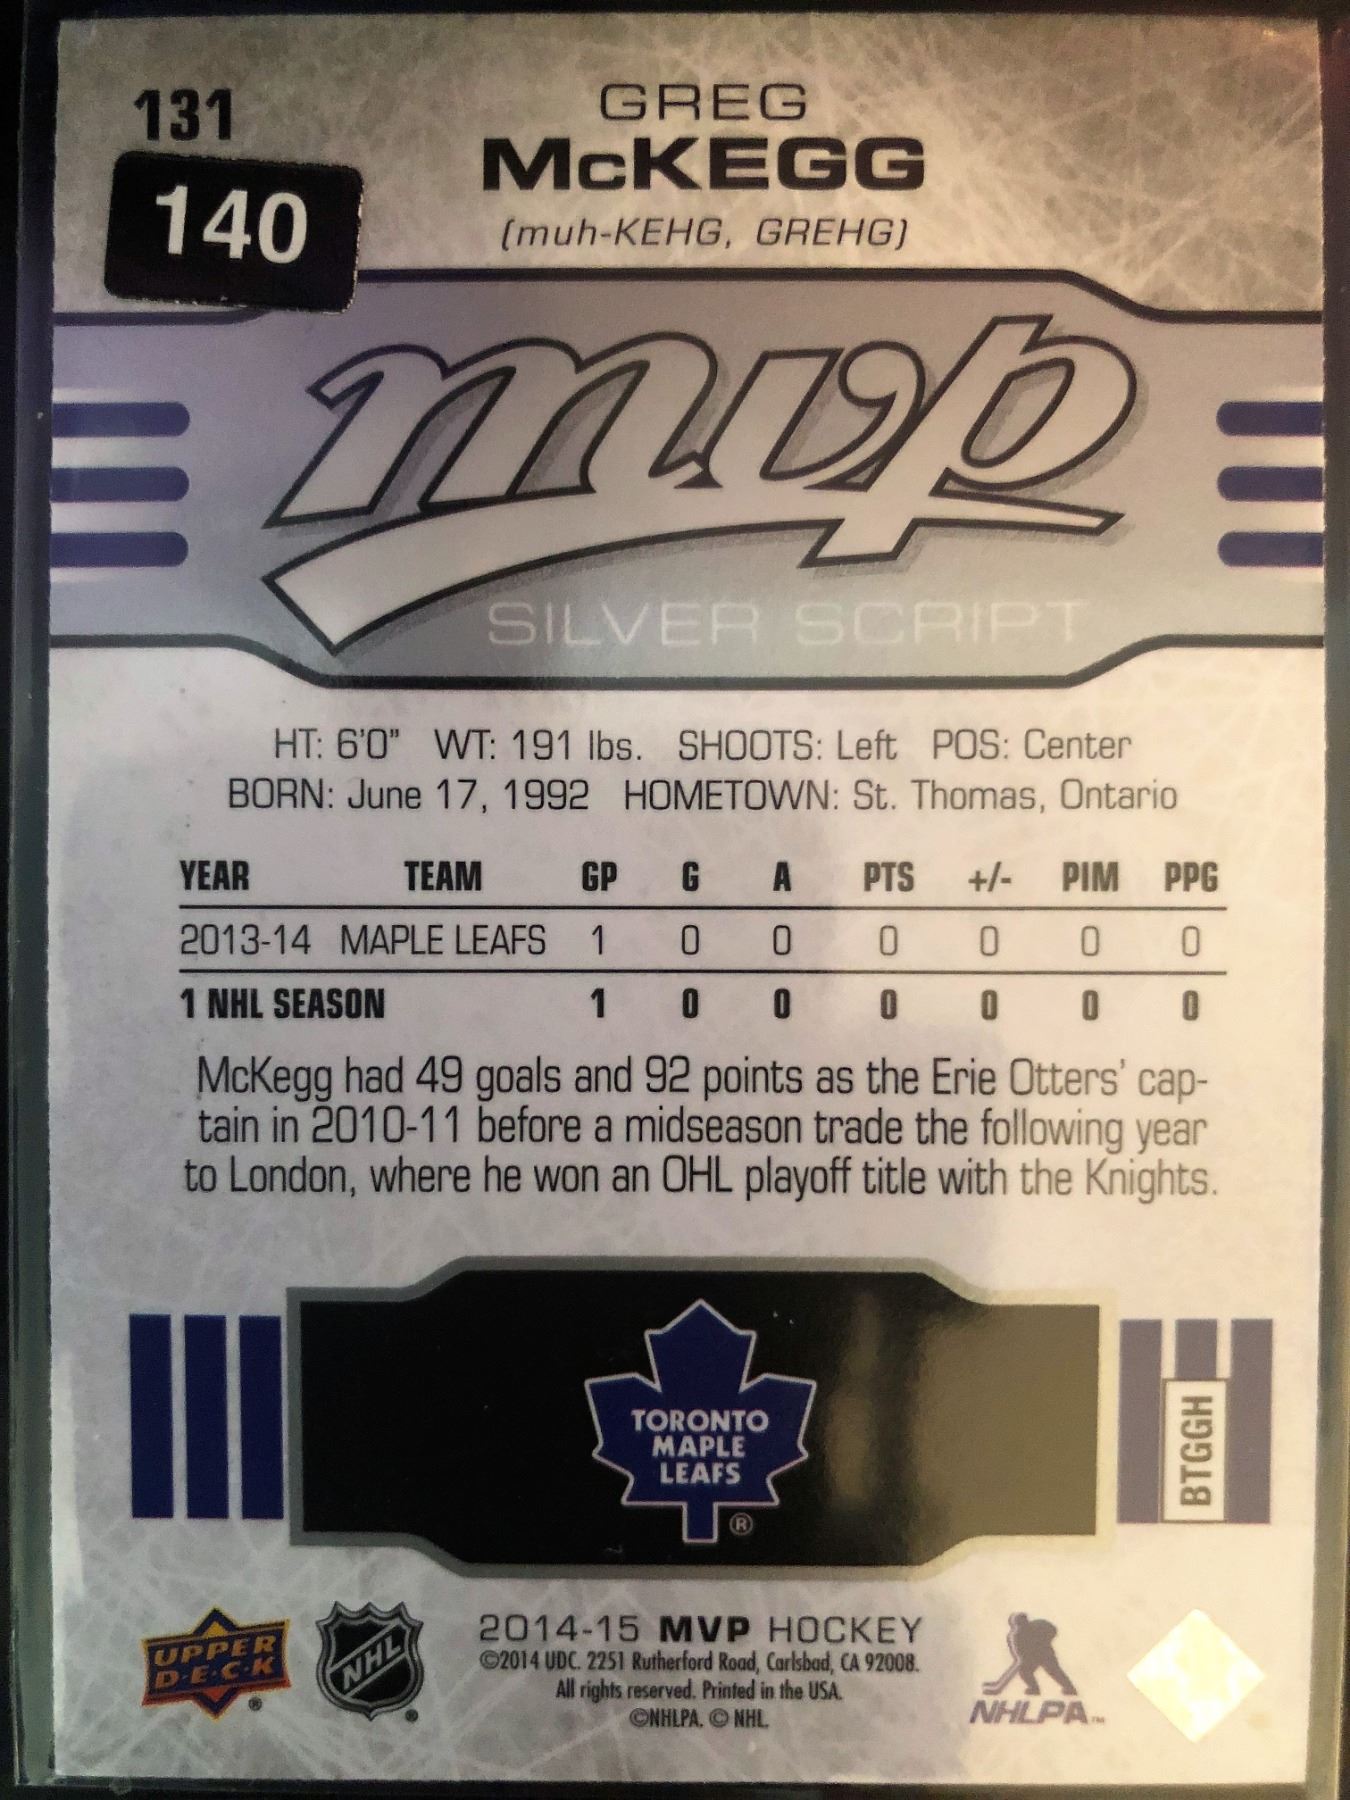 131
140
GREG
McKEGG
(muh-KEHG, GREHG)
mvp
SILVER SCRIPT
HT: 6'0" WT: 191 lbs. SHOOTS: Left POS: Center
BORN: June 17, 1992 HOMETOWN: St. Thomas, Ontario
YEAR TEAM GP G A PTS +/- PIM PPG
2013-14 MAPLE LEAFS 1 0 0 0 0 0 0
1 NHL SEASON 1 0 0 0 0 0 0
McKegg had 49 goals and 92 points as the Erie Otters' cap-
tain in 2010-11 before a midseason trade the following year
to London, where he won an OHL playoff title with the Knights.
TORONTO
MAPLE
LEAFS
®
BTGGH
UPPER
D•E•C•K
®
NHL
®
2014-15 MVP HOCKEY
©2014 UDC. 2251 Rutherford Road, Carlsbad, CA 92008.
All rights reserved. Printed in the USA.
©NHLPA. © NHL.
NHLPA™